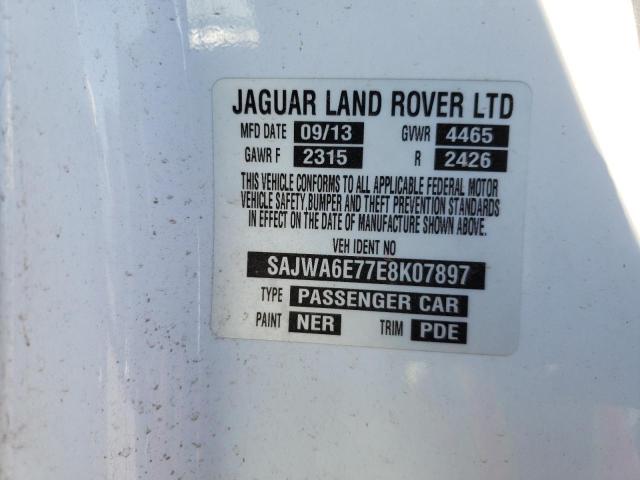 JAGUAR LAND ROVER LTD
MFD DATE 09/13 GVWR 4465
GAWR F 2315 R 2426
THIS VEHICLE CONFORMS TO ALL APPLICABLE FEDERAL MOTOR
VEHICLE SAFETY,BUMPER AND THEFT PREVENTION STANDARDS
IN EFFECT ON THE DATE OF MANUFACTURE SHOWN ABOVE.
VEH IDENT NO
SAJWA6E77E8K07897
TYPE PASSENGER CAR
PAINT NER TRIM PDE